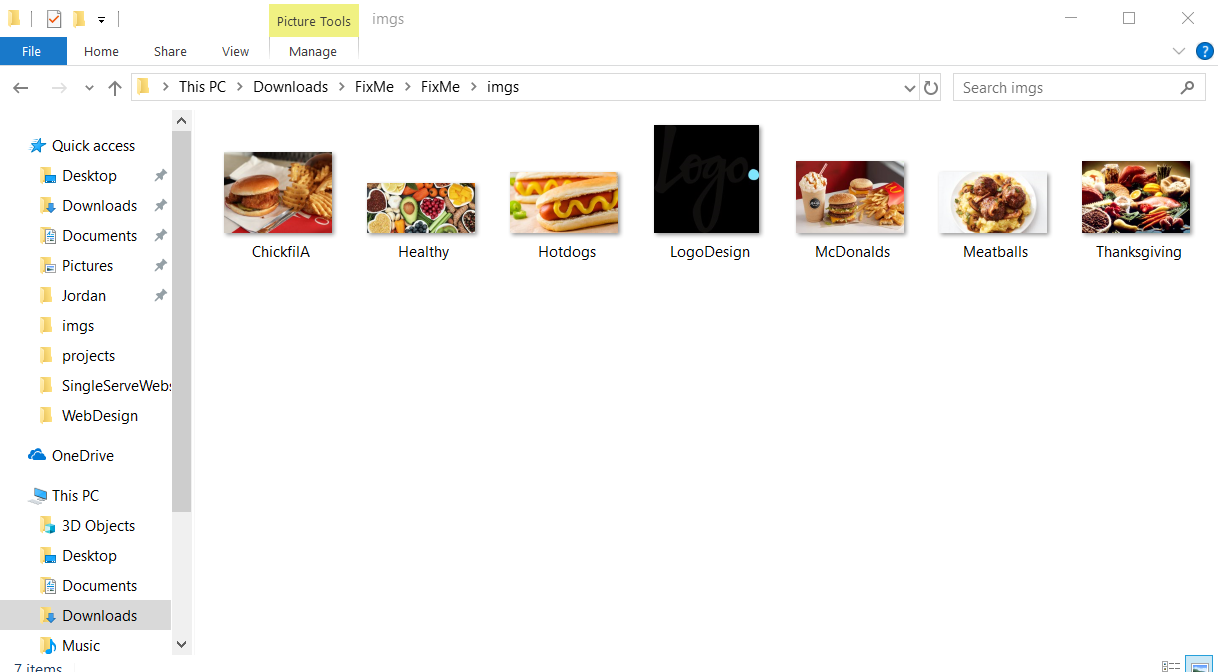 Picture Tools imgs
File Home Share View Manage
This PC Downloads FixMe FixMe imgs Search imgs
Quick access
Desktop
Downloads
Documents
Pictures
Jordan
imgs
projects
SingleServeWebs
WebDesign
OneDrive
This PC
3D Objects
Desktop
Documents
Downloads
Music
Logo
ChickfilA Healthy Hotdogs LogoDesign McDonalds Meatballs Thanksgiving
7 items